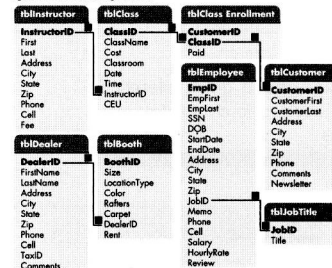 tblInstructor
InstructorID
First
Last
Address
City
State
Zip
Phone
Cell
Fee
tblClass
ClassID
ClassName
Cost
Classroom
Date
Time
InstructorID
CEU
tblClass Enrollment
CustomerID
ClassID
Paid
tblEmployee
EmpID
EmpFirst
EmpLast
SSN
DOB
StartDate
EndDate
Address
City
State
Zip
JobID
Memo
Phone
Cell
Salary
HourlyRate
Review
tblCustomer
CustomerID
CustomerFirst
CustomerLast
Address
City
State
Zip
Phone
Comments
Newsletter
tblDealer
DealerID
FirstName
LastName
Address
City
State
Zip
Phone
Cell
TaxID
Comments
tblBooth
BoothID
Size
LocationType
Color
Rafters
Carpet
DealerID
Rent
tblJobTitle
JobID
Title